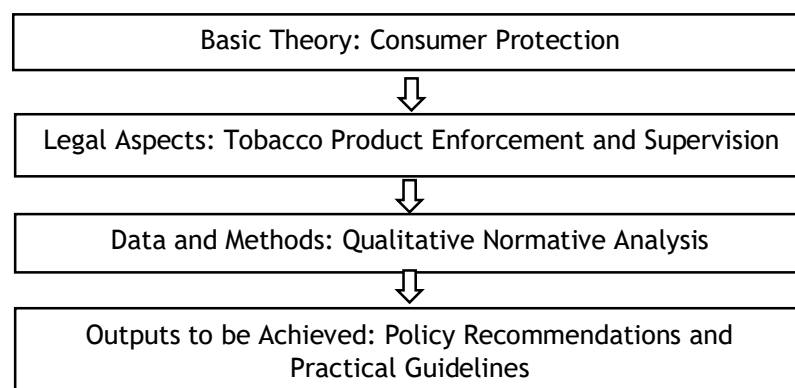 Basic Theory: Consumer Protection
Legal Aspects: Tobacco Product Enforcement and Supervision
Data and Methods: Qualitative Normative Analysis
Outputs to be Achieved: Policy Recommendations and
Practical Guidelines